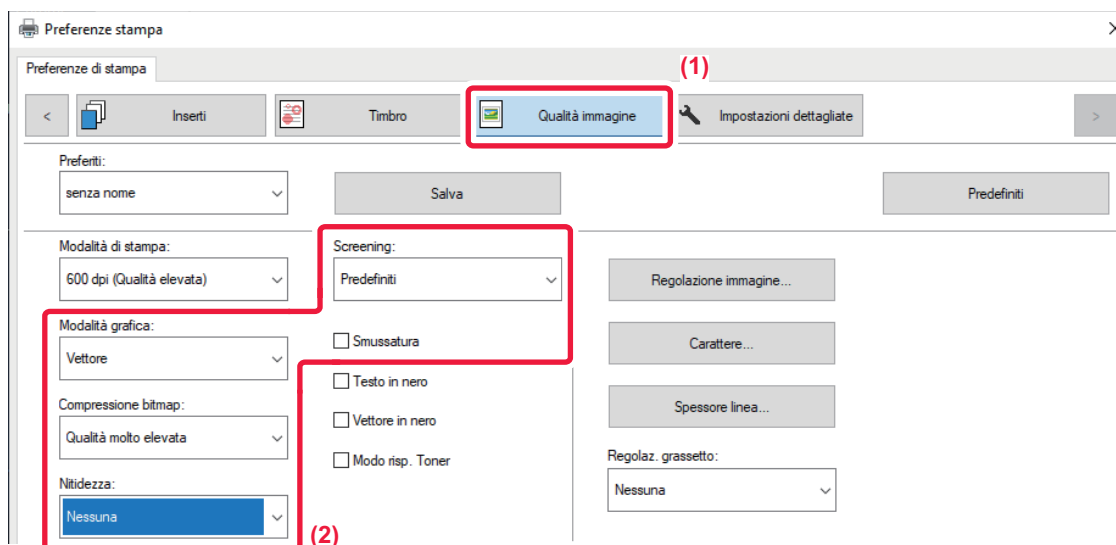 Preferenze stampa
Preferenze di stampa
(1)
<
Inserti
Timbro
Qualità immagine
Impostazioni dettagliate
>
Preferiti:
senza nome
Salva
Predefiniti
Modalità di stampa:
600 dpi (Qualità elevata)
Screening:
Predefiniti
Regolazione immagine...
Modalità grafica:
Vettore
Smussatura
Carattere...
Testo in nero
Compressione bitmap:
Qualità molto elevata
Vettore in nero
Spessore linea...
Modo risp. Toner
Regolaz. grassetto:
Nessuna
Nitidezza:
Nessuna
(2)